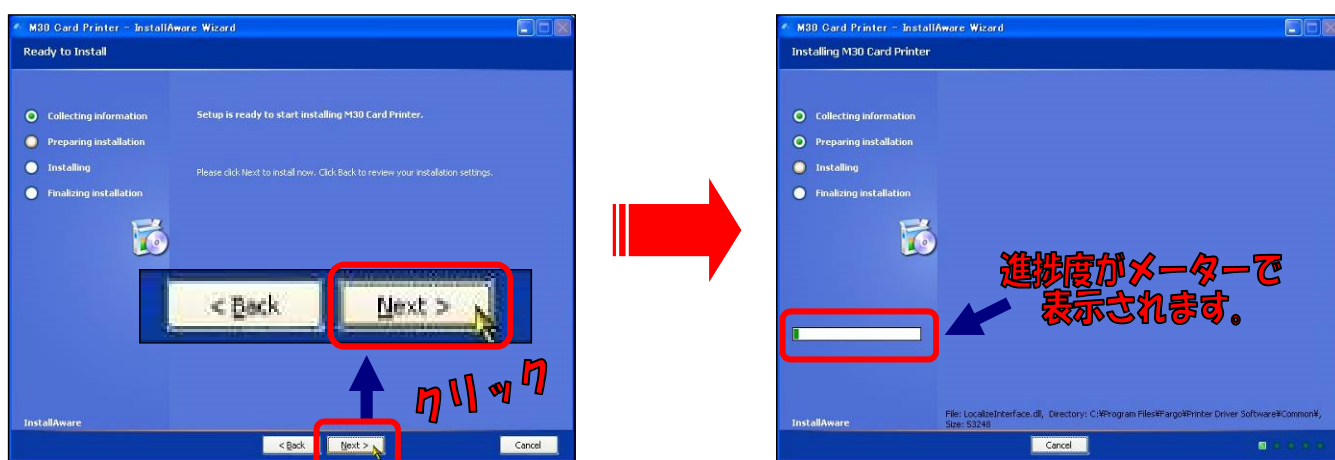 M30 Card Printer - InstallAware Wizard
Ready to Install
Collecting information
Preparing installation
Installing
Finalizing installation
Setup is ready to start installing M30 Card Printer.
Please click Next to install now. Click Back to review your installation settings.
< Back
Next >
クリック
InstallAware
< Back
Next >
Cancel
M30 Card Printer - InstallAware Wizard
Installing M30 Card Printer
Collecting information
Preparing installation
Installing
Finalizing installation
進捗度がメーターで
表示されます。
InstallAware
File: LocalizeInterface.dll, Directory: C:¥Program Files¥Fargo¥Printer Driver Software¥Common¥,
Size: 53248
Cancel